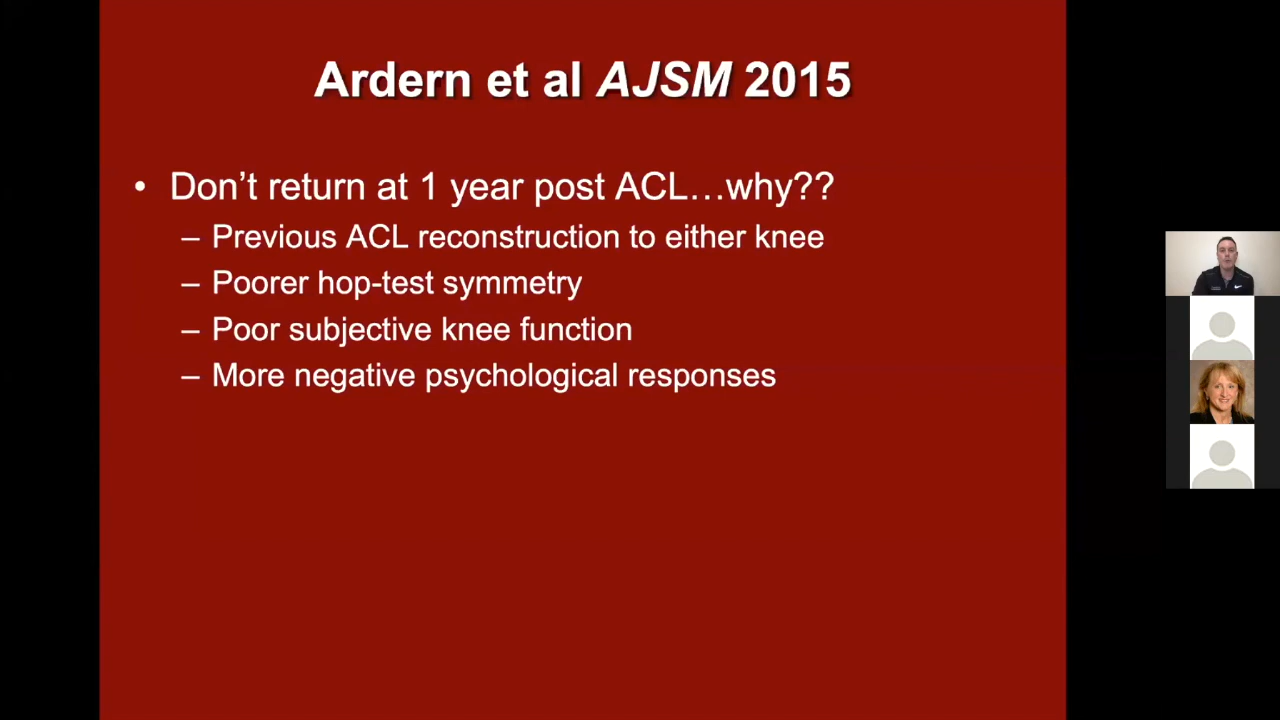 Ardern et al AJSM 2015
• Don't return at 1 year post ACL…why??
– Previous ACL reconstruction to either knee
– Poorer hop-test symmetry
– Poor subjective knee function
– More negative psychological responses